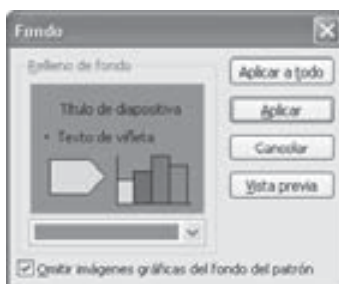 Fondo
Relleno de fondo
Título de diapositiva
• Texto de viñeta
Aplicar a todo
Aplicar
Cancelar
Vista previa
Omitir imágenes gráficas del fondo del patrón